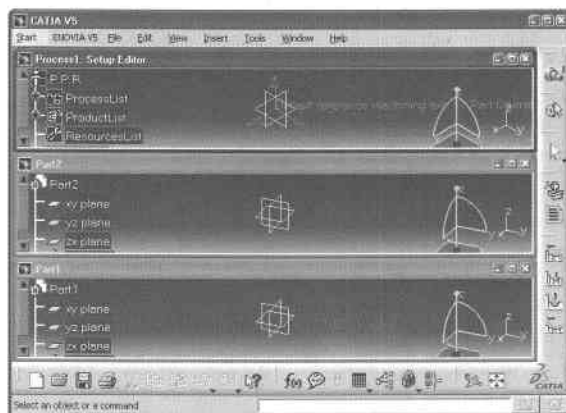 CATIA V5
Start ENOVIA V5 File Edit View Insert Tools Window Help
Process1: Setup Editor
P.P.R.
ProcessList
ProductList
ResourcesList
Part2
Part2
xy plane
yz plane
zx plane
Part1
Part1
xy plane
yz plane
zx plane
f(x)
CATIA
Select an object or a command